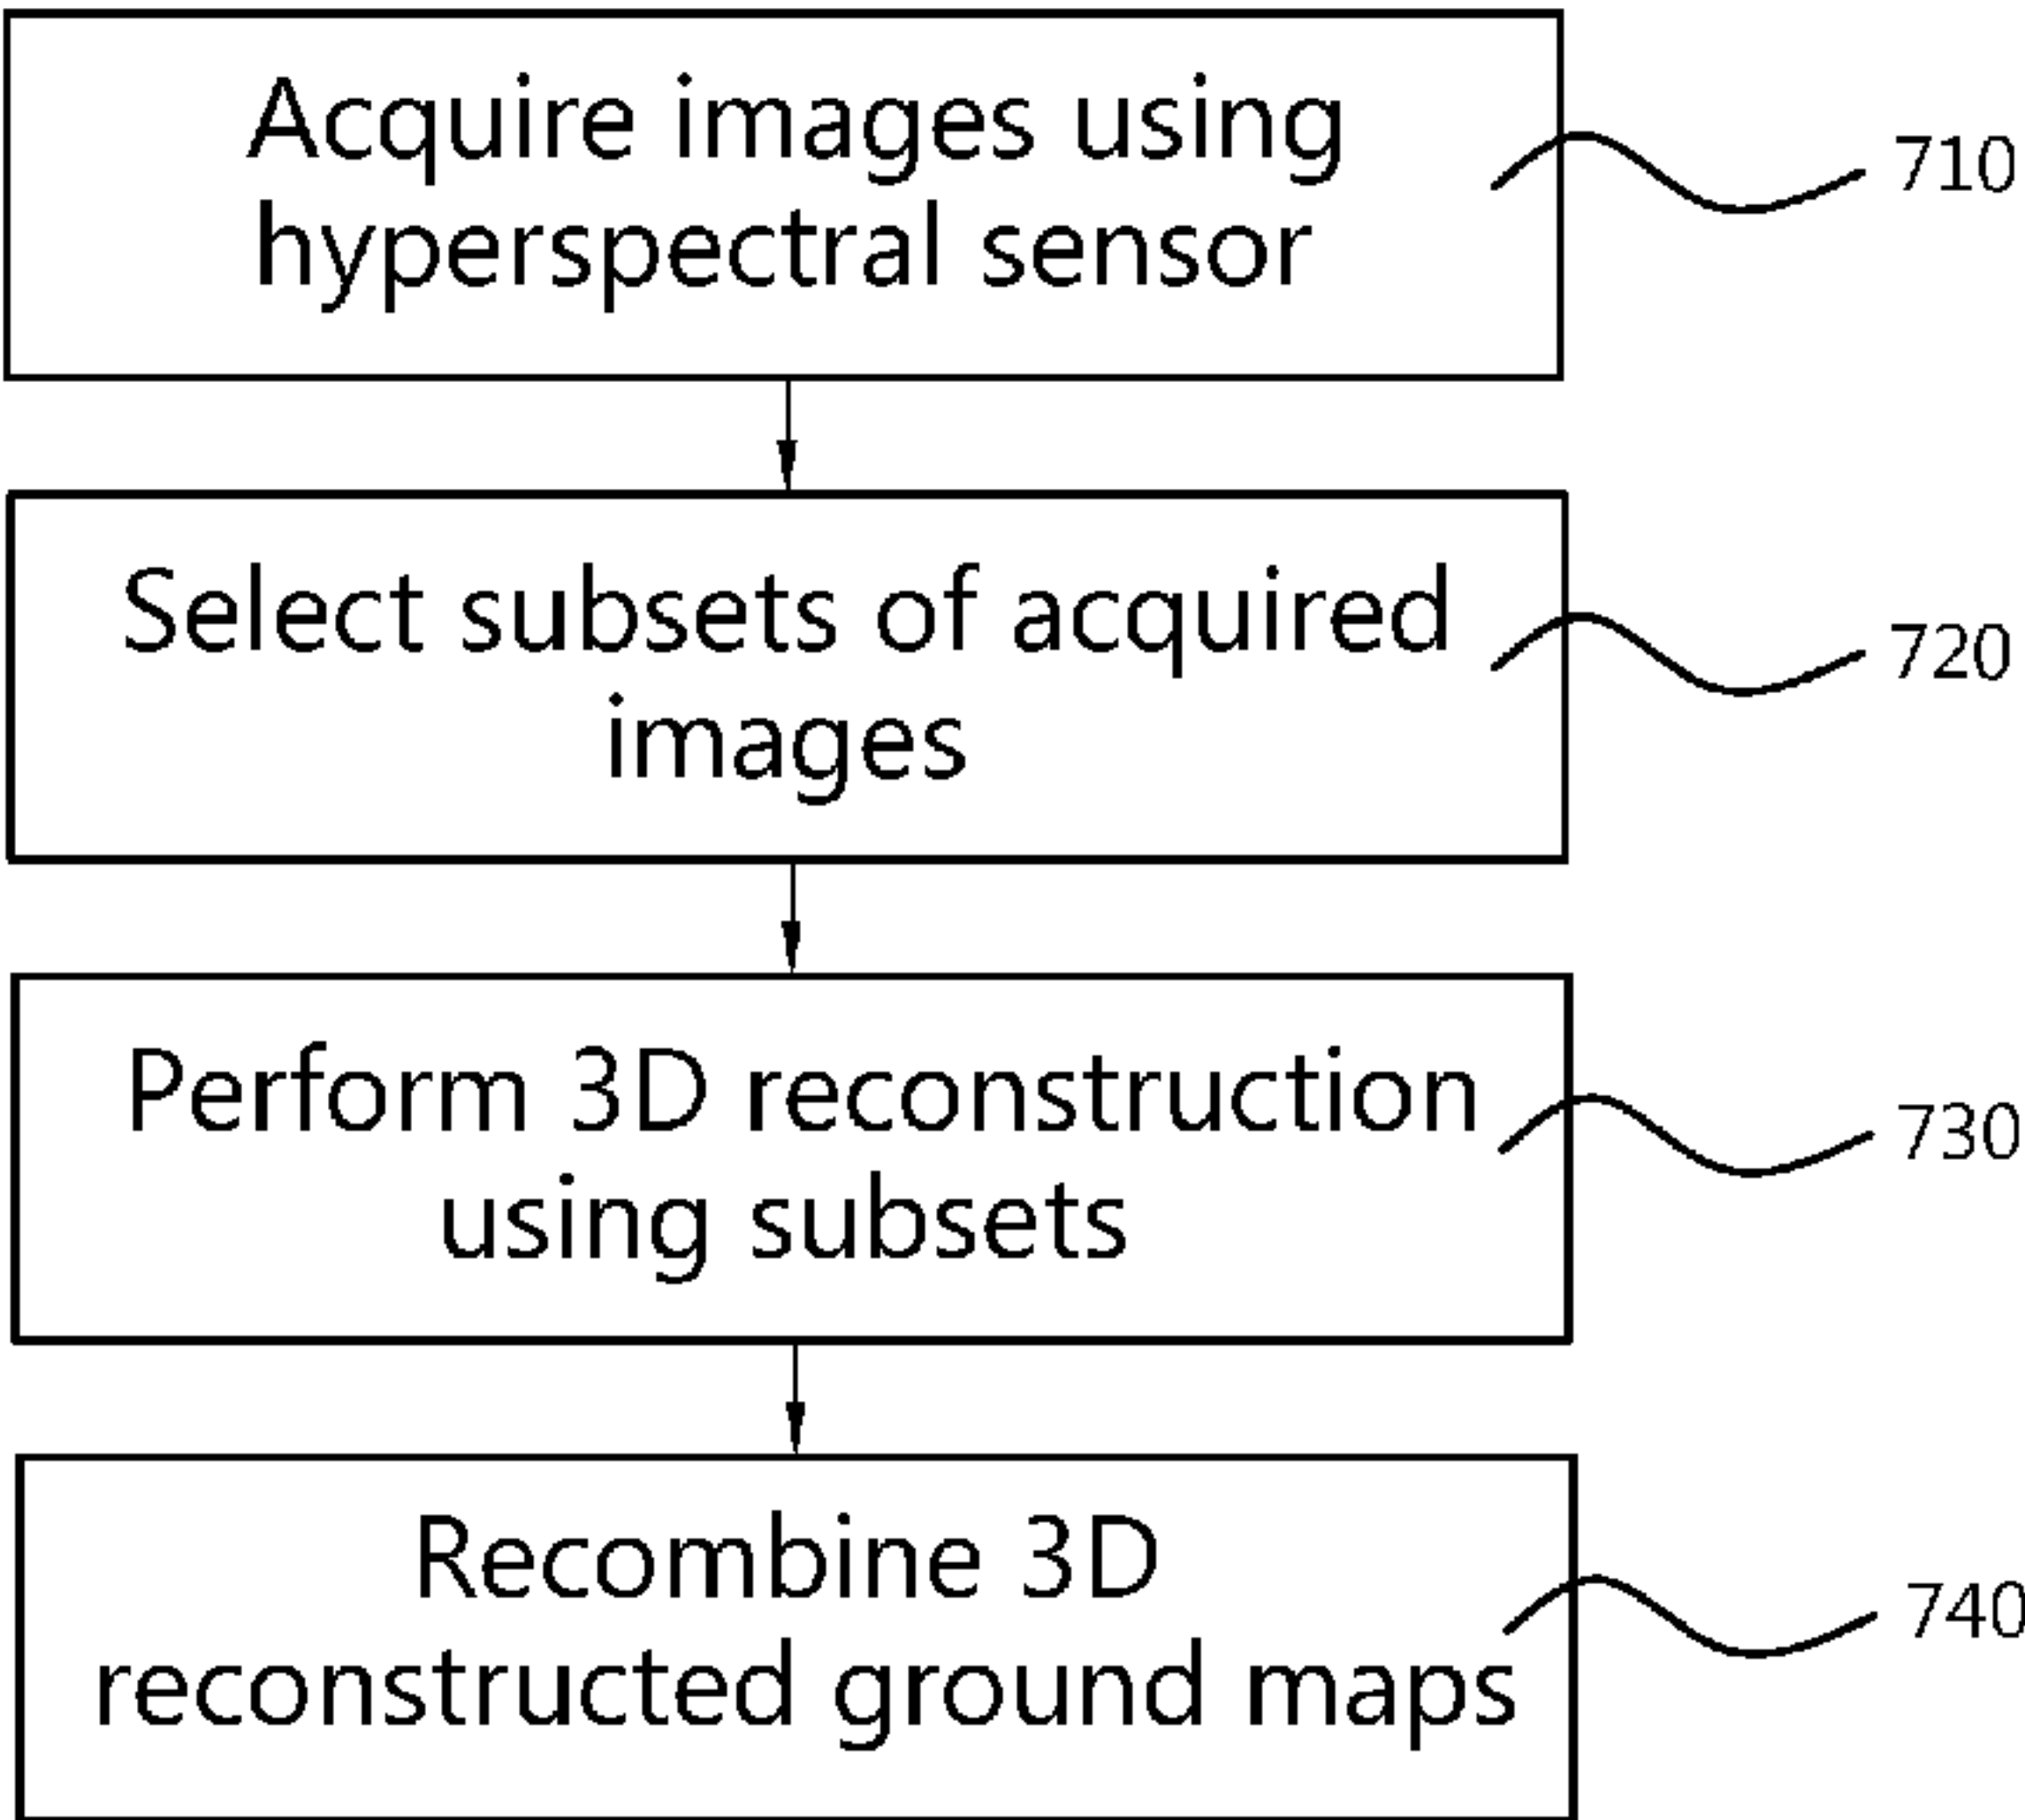 Acquire images using
hyperspectral sensor
710
Select subsets of acquired
images
720
Perform 3D reconstruction
using subsets
730
Recombine 3D
reconstructed ground maps
740